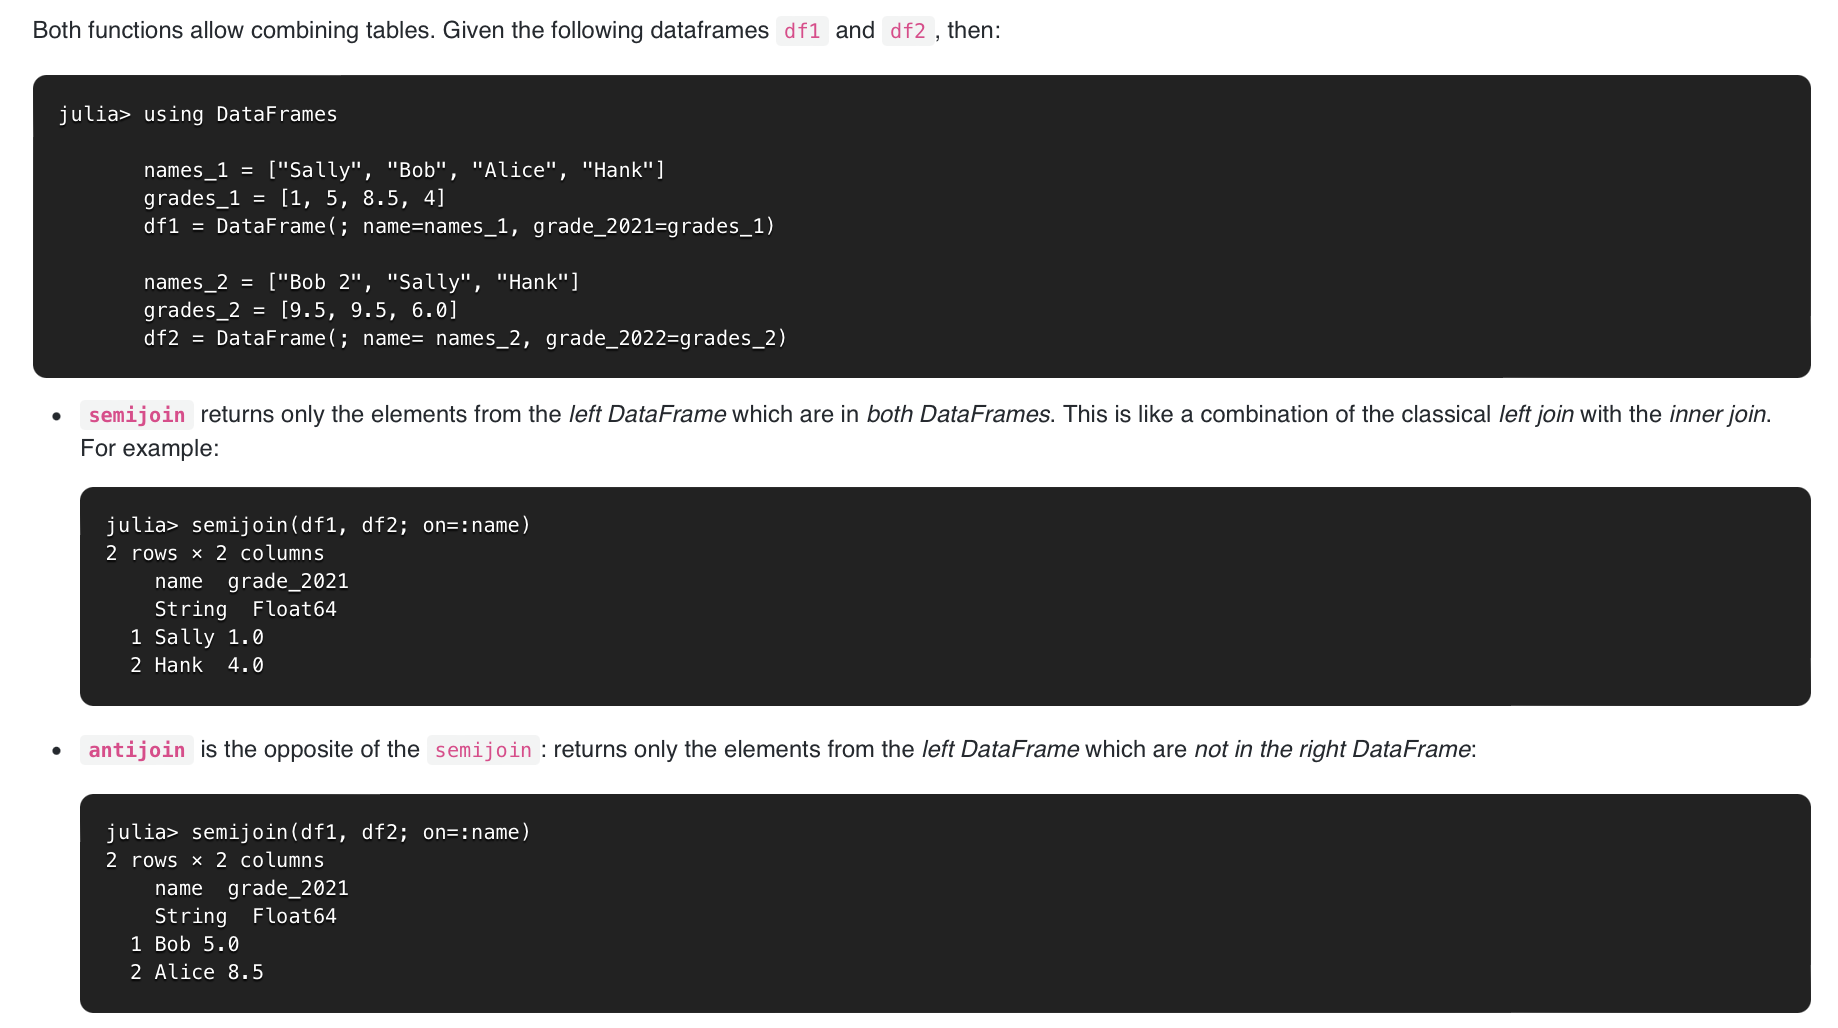 Both functions allow combining tables. Given the following dataframes df1 and df2, then:
julia> using DataFrames
names_1 = ["Sally", "Bob", "Alice", "Hank"]
grades_1 = [1, 5, 8.5, 4]
df1 = DataFrame(; name=names_1, grade_2021=grades_1)
names_2 = ["Bob 2", "Sally", "Hank"]
grades_2 = [9.5, 9.5, 6.0]
df2 = DataFrame(; name= names_2, grade_2022=grades_2)
• semijoin returns only the elements from the left DataFrame which are in both DataFrames. This is like a combination of the classical left join with the inner join.
For example:
julia> semijoin(df1, df2; on=:name)
2 rows × 2 columns
name grade_2021
String Float64
1 Sally 1.0
2 Hank 4.0
• antijoin is the opposite of the semijoin: returns only the elements from the left DataFrame which are not in the right DataFrame:
julia> semijoin(df1, df2; on=:name)
2 rows × 2 columns
name grade_2021
String Float64
1 Bob 5.0
2 Alice 8.5